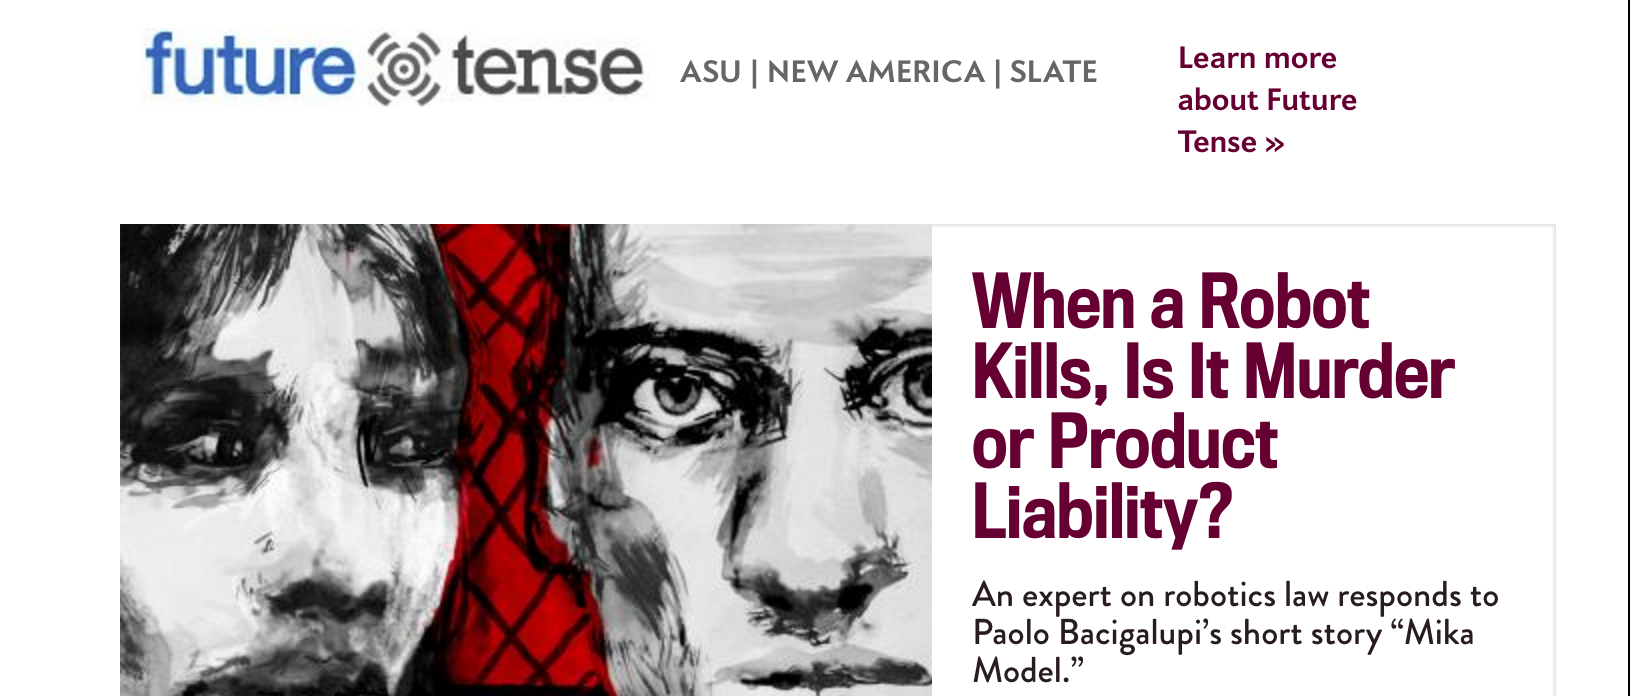 future tense ASU | NEW AMERICA | SLATE
Learn more
about Future
Tense »
When a Robot
Kills, Is It Murder
or Product
Liability?
An expert on robotics law responds to
Paolo Bacigalupi’s short story “Mika
Model.”